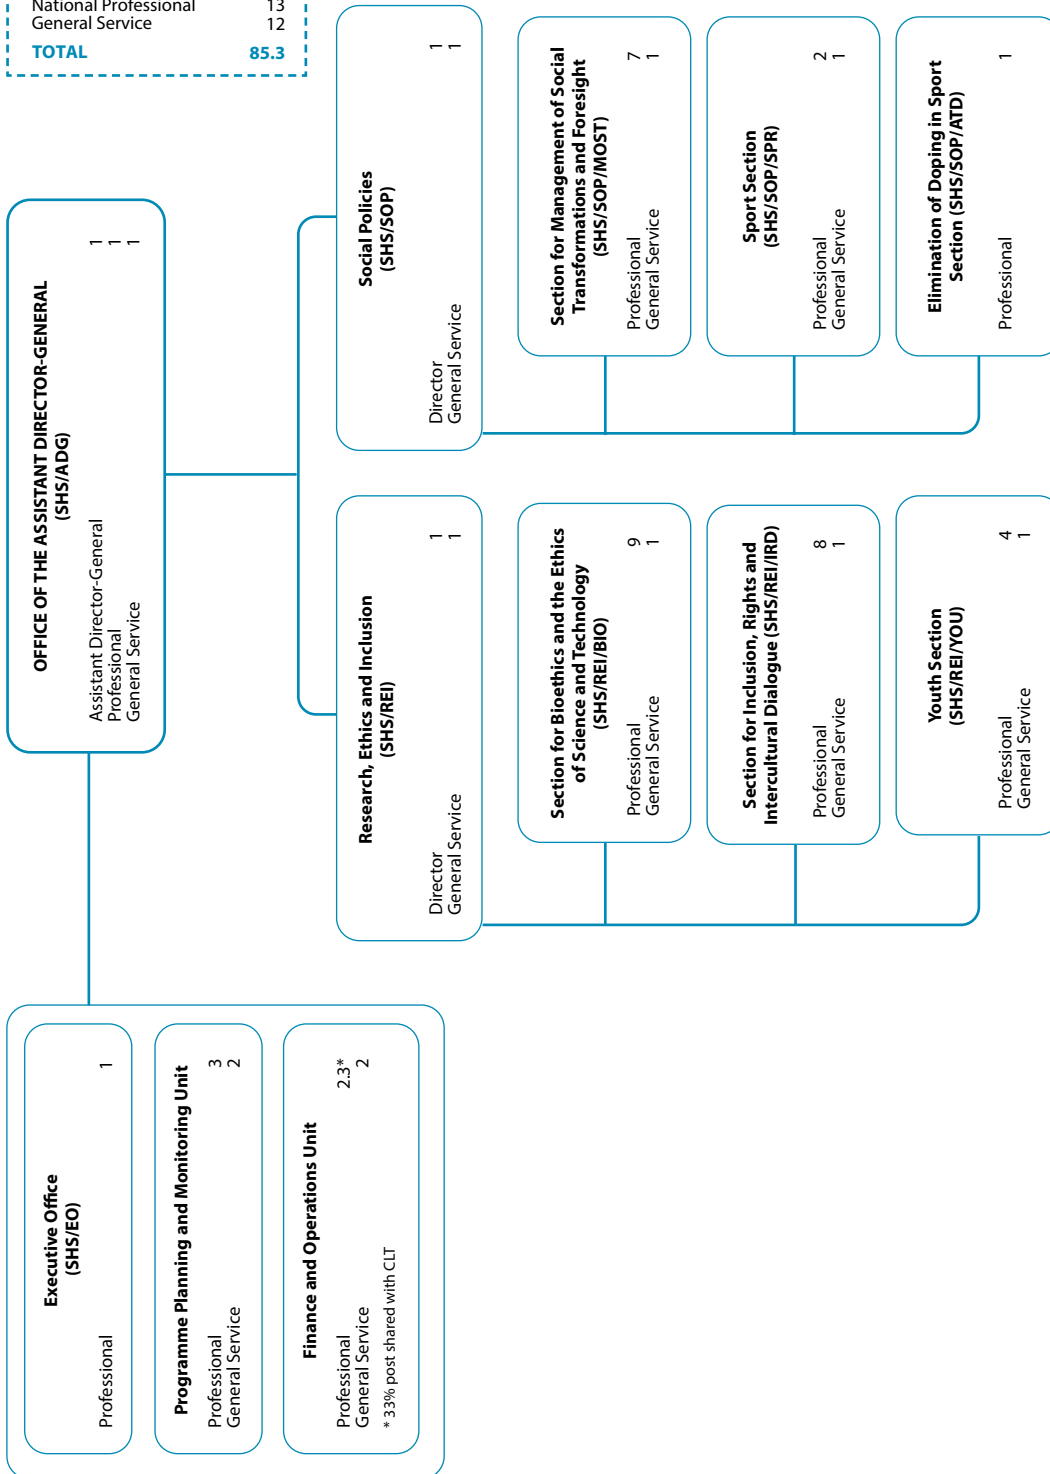 National Professional 13
General Service 12
TOTAL 85.3
OFFICE OF THE ASSISTANT DIRECTOR-GENERAL
(SHS/ADG)
Assistant Director-General 1
Professional 1
General Service 1
Executive Office
(SHS/EO)
Professional 1
Programme Planning and Monitoring Unit
Professional 3
General Service 2
Finance and Operations Unit
Professional 2.3*
General Service 2
* 33% post shared with CLT
Research, Ethics and Inclusion
(SHS/REI)
Director 1
General Service 1
Section for Bioethics and the Ethics
of Science and Technology
(SHS/REI/BIO)
Professional 9
General Service 1
Section for Inclusion, Rights and
Intercultural Dialogue (SHS/REI/IRD)
Professional 8
General Service 1
Youth Section
(SHS/REI/YOU)
Professional 4
General Service 1
Social Policies
(SHS/SOP)
Director 1
General Service 1
Section for Management of Social
Transformations and Foresight
(SHS/SOP/MOST)
Professional 7
General Service 1
Sport Section
(SHS/SOP/SPR)
Professional 2
General Service 1
Elimination of Doping in Sport
Section (SHS/SOP/ATD)
Professional 1